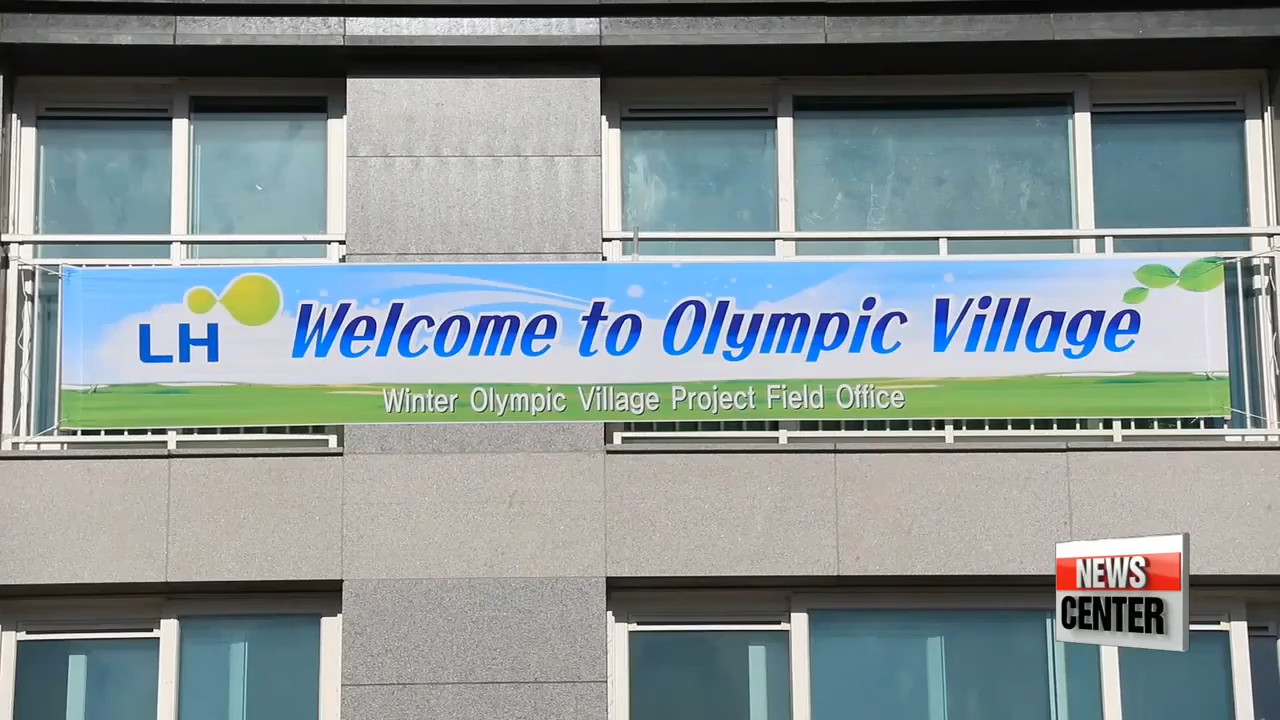 LH
Welcome to Olympic Village
Winter Olympic Village Project Field Office
NEWS
CENTER